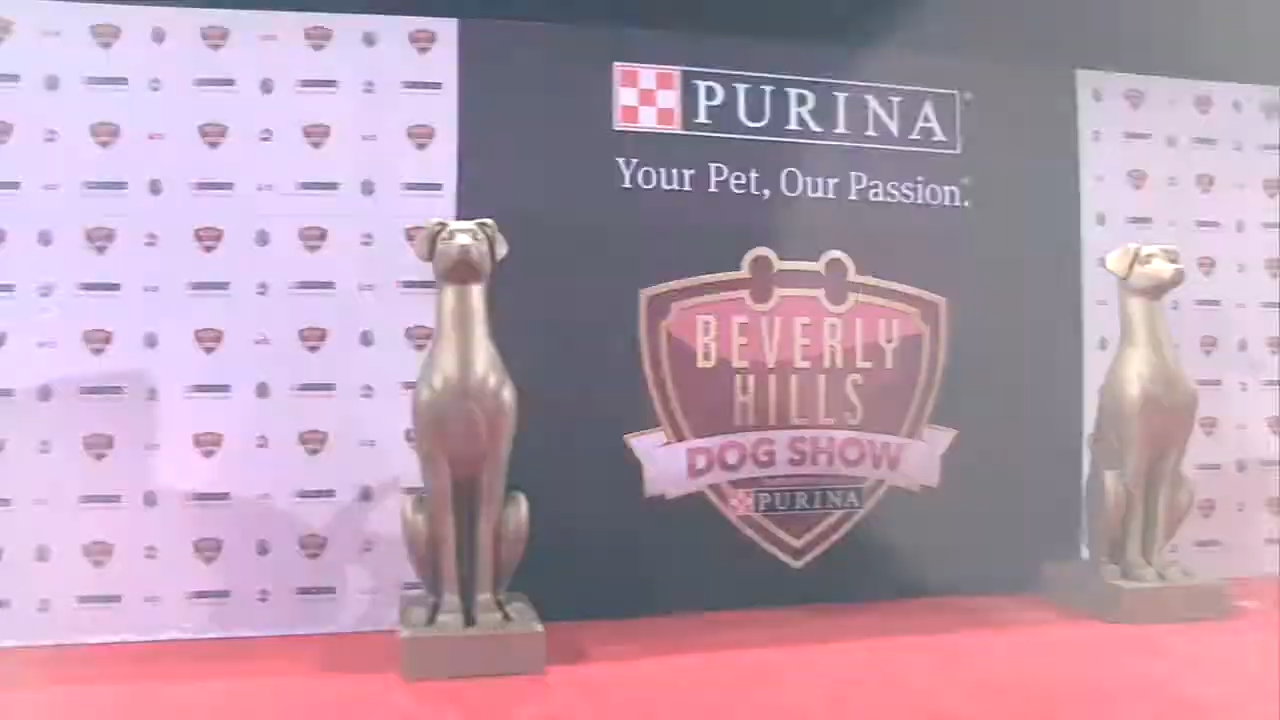 PURINA
Your Pet, Our Passion.
BEVERLY
HILLS
DOG SHOW
PURINA